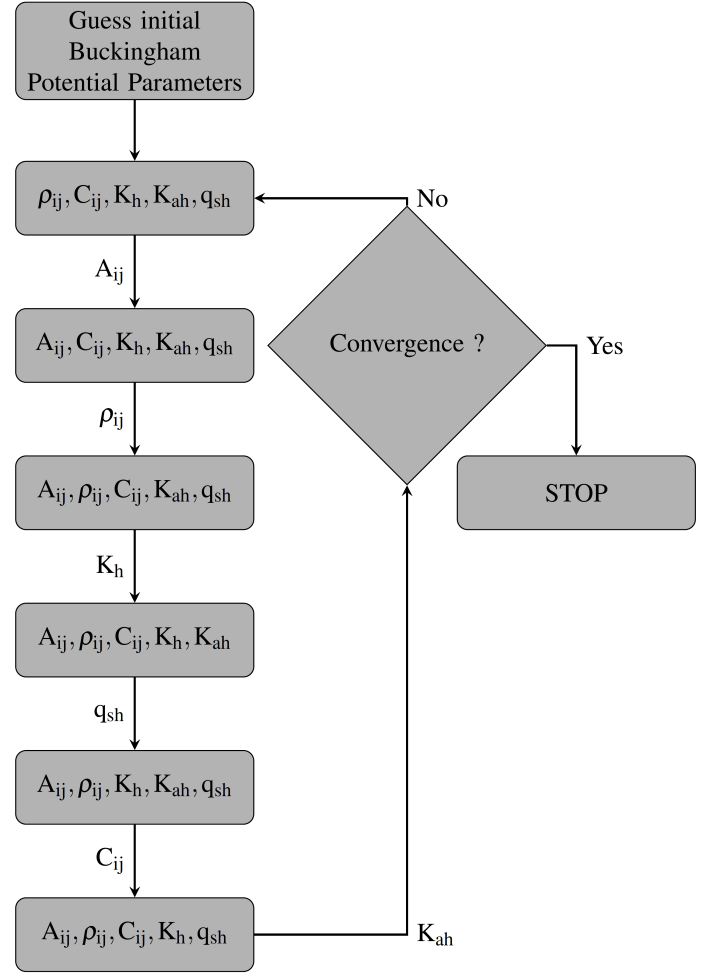 Guess initial
Buckingham
Potential Parameters
ρij, Cij, Kh, Kah, qsh
No
Aij
Aij, Cij, Kh, Kah, qsh
Convergence ?
Yes
ρij
Aij, ρij, Cij, Kah, qsh
STOP
Kh
Aij, ρij, Cij, Kh, Kah
qsh
Aij, ρij, Kh, Kah, qsh
Cij
Aij, ρij, Cij, Kh, qsh
Kah